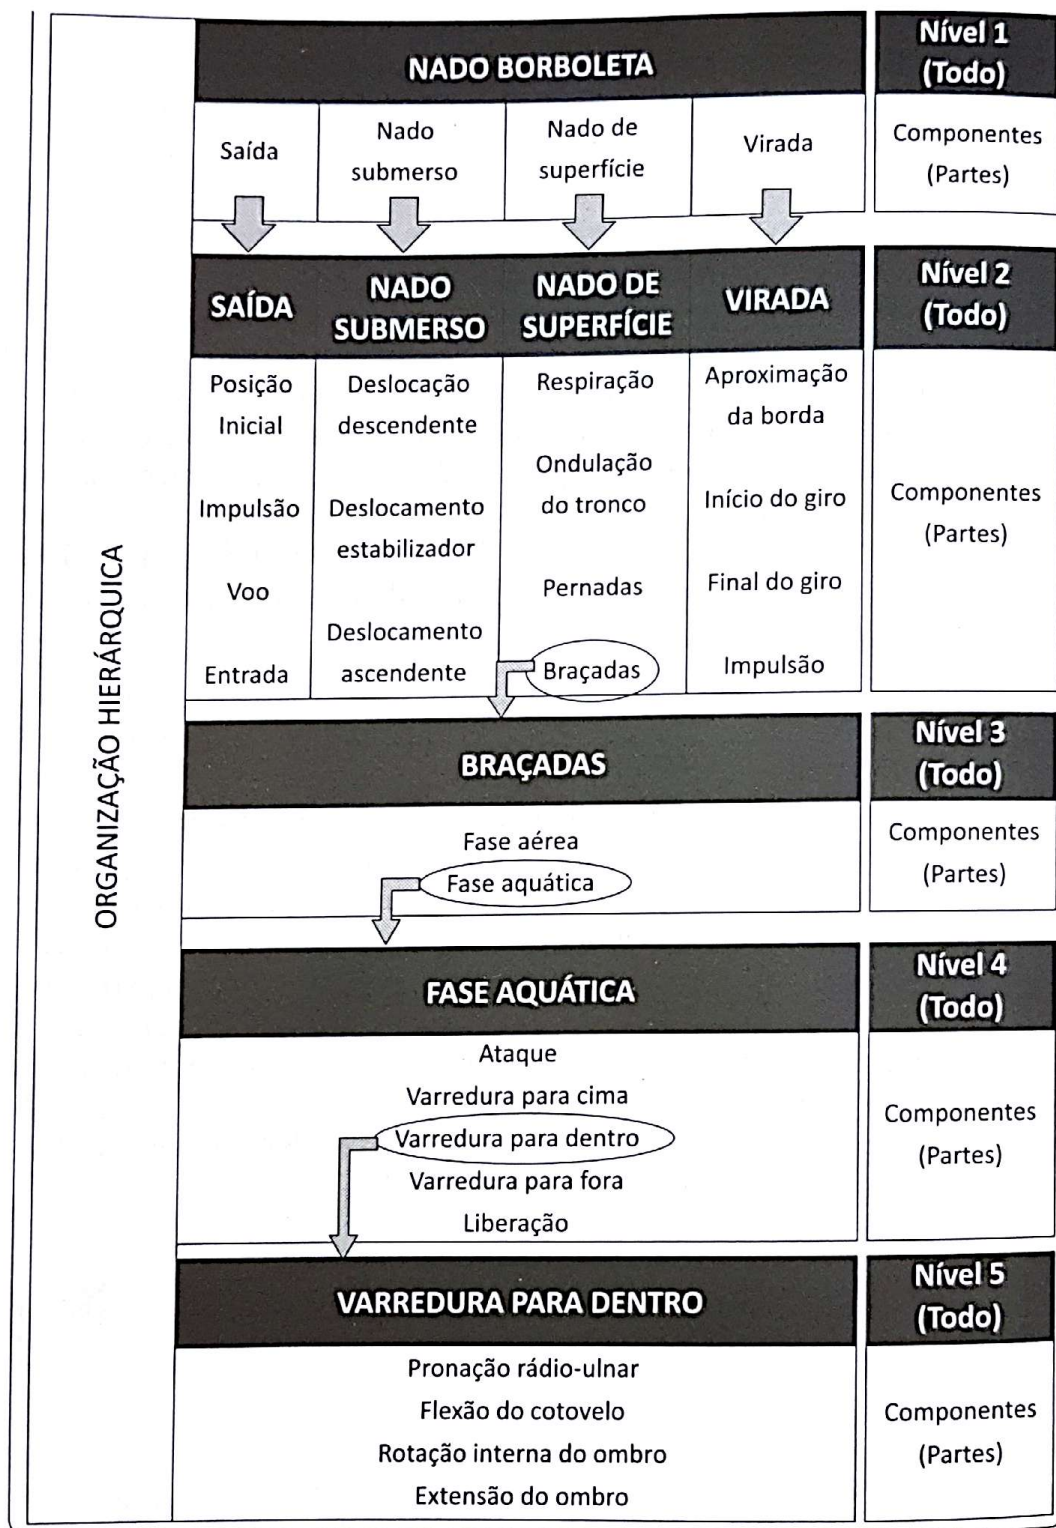 ORGANIZAÇÃO HIERÁRQUICA
NADO BORBOLETA
Nível 1
(Todo)
Saída
Nado
submerso
Nado de
superfície
Virada
Componentes
(Partes)
SAÍDA
NADO
SUBMERSO
NADO DE
SUPERFÍCIE
VIRADA
Nível 2
(Todo)
Posição
Inicial
Impulsão
Voo
Entrada
Deslocação
descendente
Deslocamento
estabilizador
Deslocamento
ascendente
Respiração
Ondulação
do tronco
Pernadas
Braçadas
Aproximação
da borda
Início do giro
Final do giro
Impulsão
Componentes
(Partes)
BRAÇADAS
Nível 3
(Todo)
Fase aérea
Fase aquática
Componentes
(Partes)
FASE AQUÁTICA
Nível 4
(Todo)
Ataque
Varredura para cima
Varredura para dentro
Varredura para fora
Liberação
Componentes
(Partes)
VARREDURA PARA DENTRO
Nível 5
(Todo)
Pronação rádio-ulnar
Flexão do cotovelo
Rotação interna do ombro
Extensão do ombro
Componentes
(Partes)